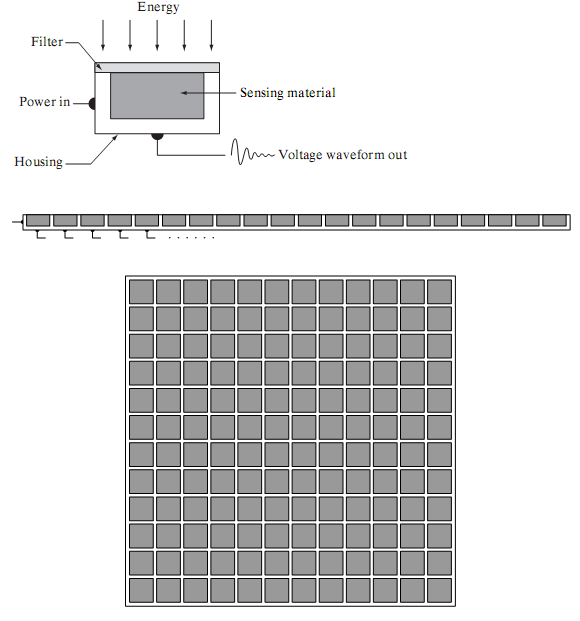 Energy
Filter
Power in
Sensing material
Housing
Voltage waveform out